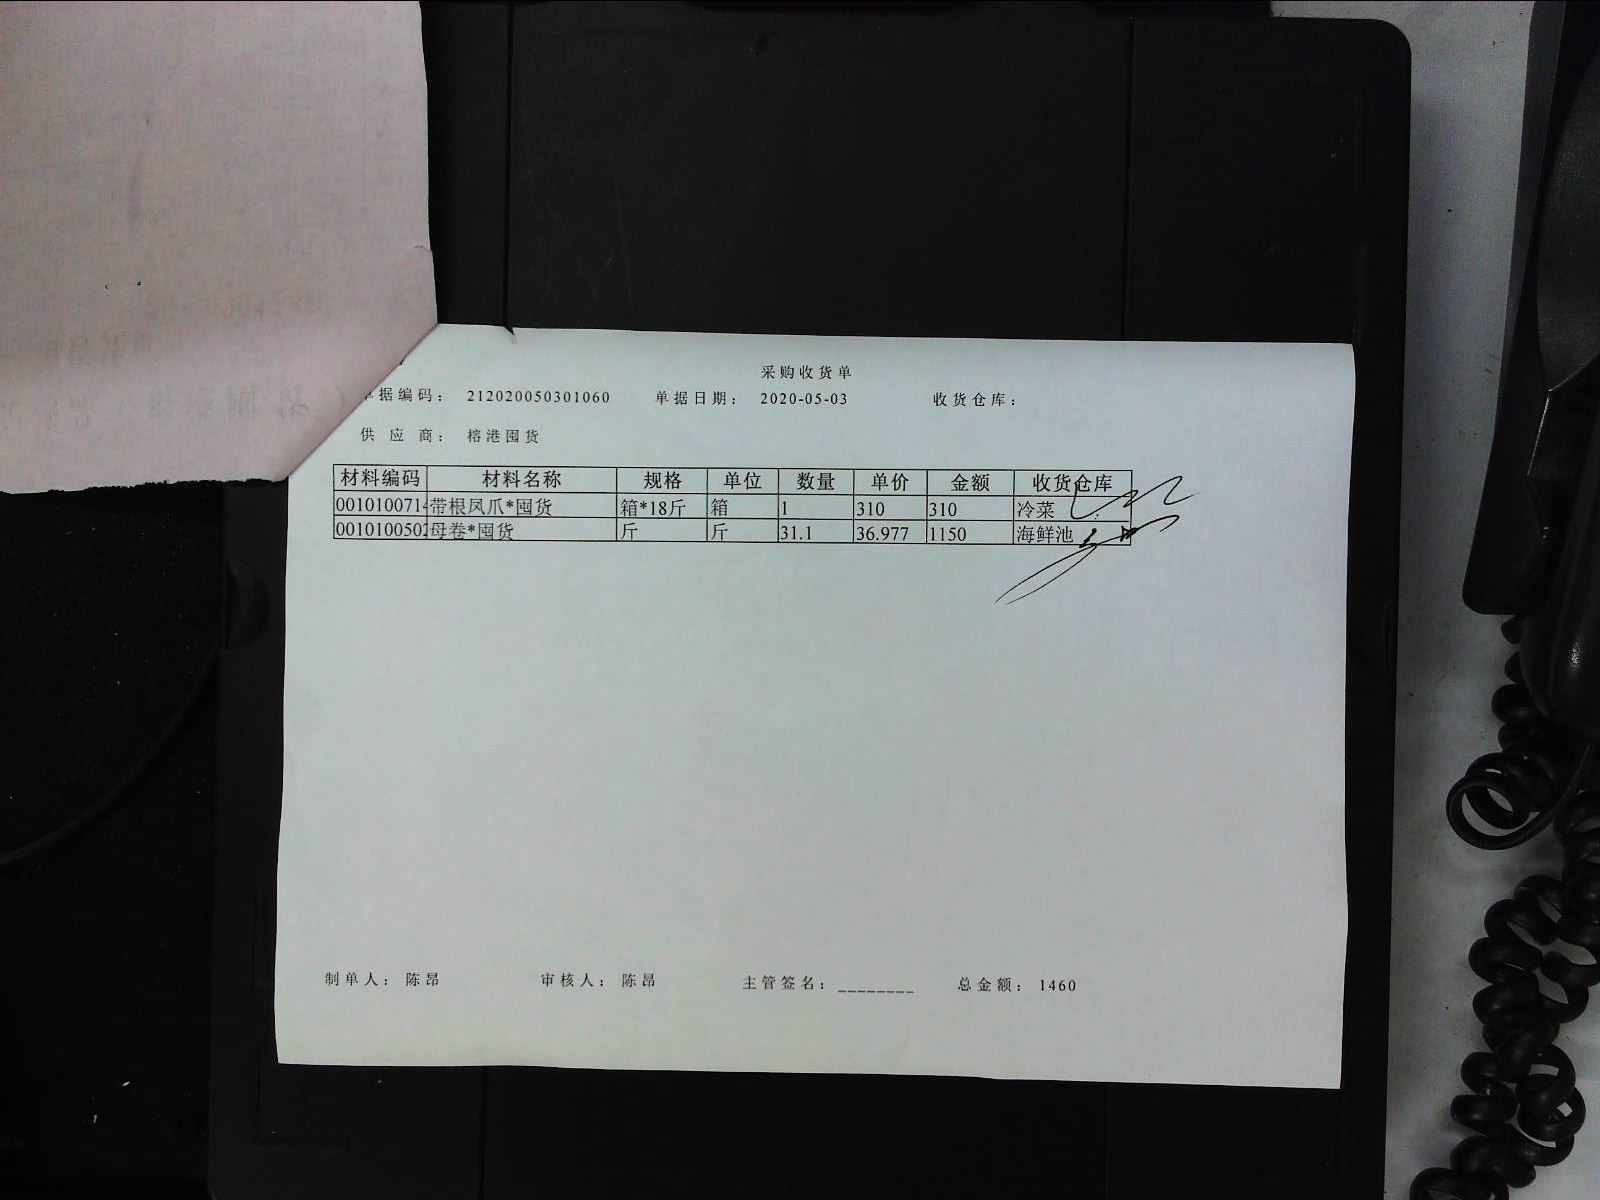 采购收货单
单据编码: 212020050301060 单据日期: 2020-05-03 收货仓库:
供应商: 榕港囤货
材料编码 材料名称 规格 单位 数量 单价 金额 收货仓库
0010100714 带根凤爪*囤货 箱*18斤 箱 1 310 310 冷菜
001010050 母卷*囤货 斤 斤 31.1 36.977 1150 海鲜池
制单人: 陈昂 审核人: 陈昂 主管签名: ________ 总金额: 1460